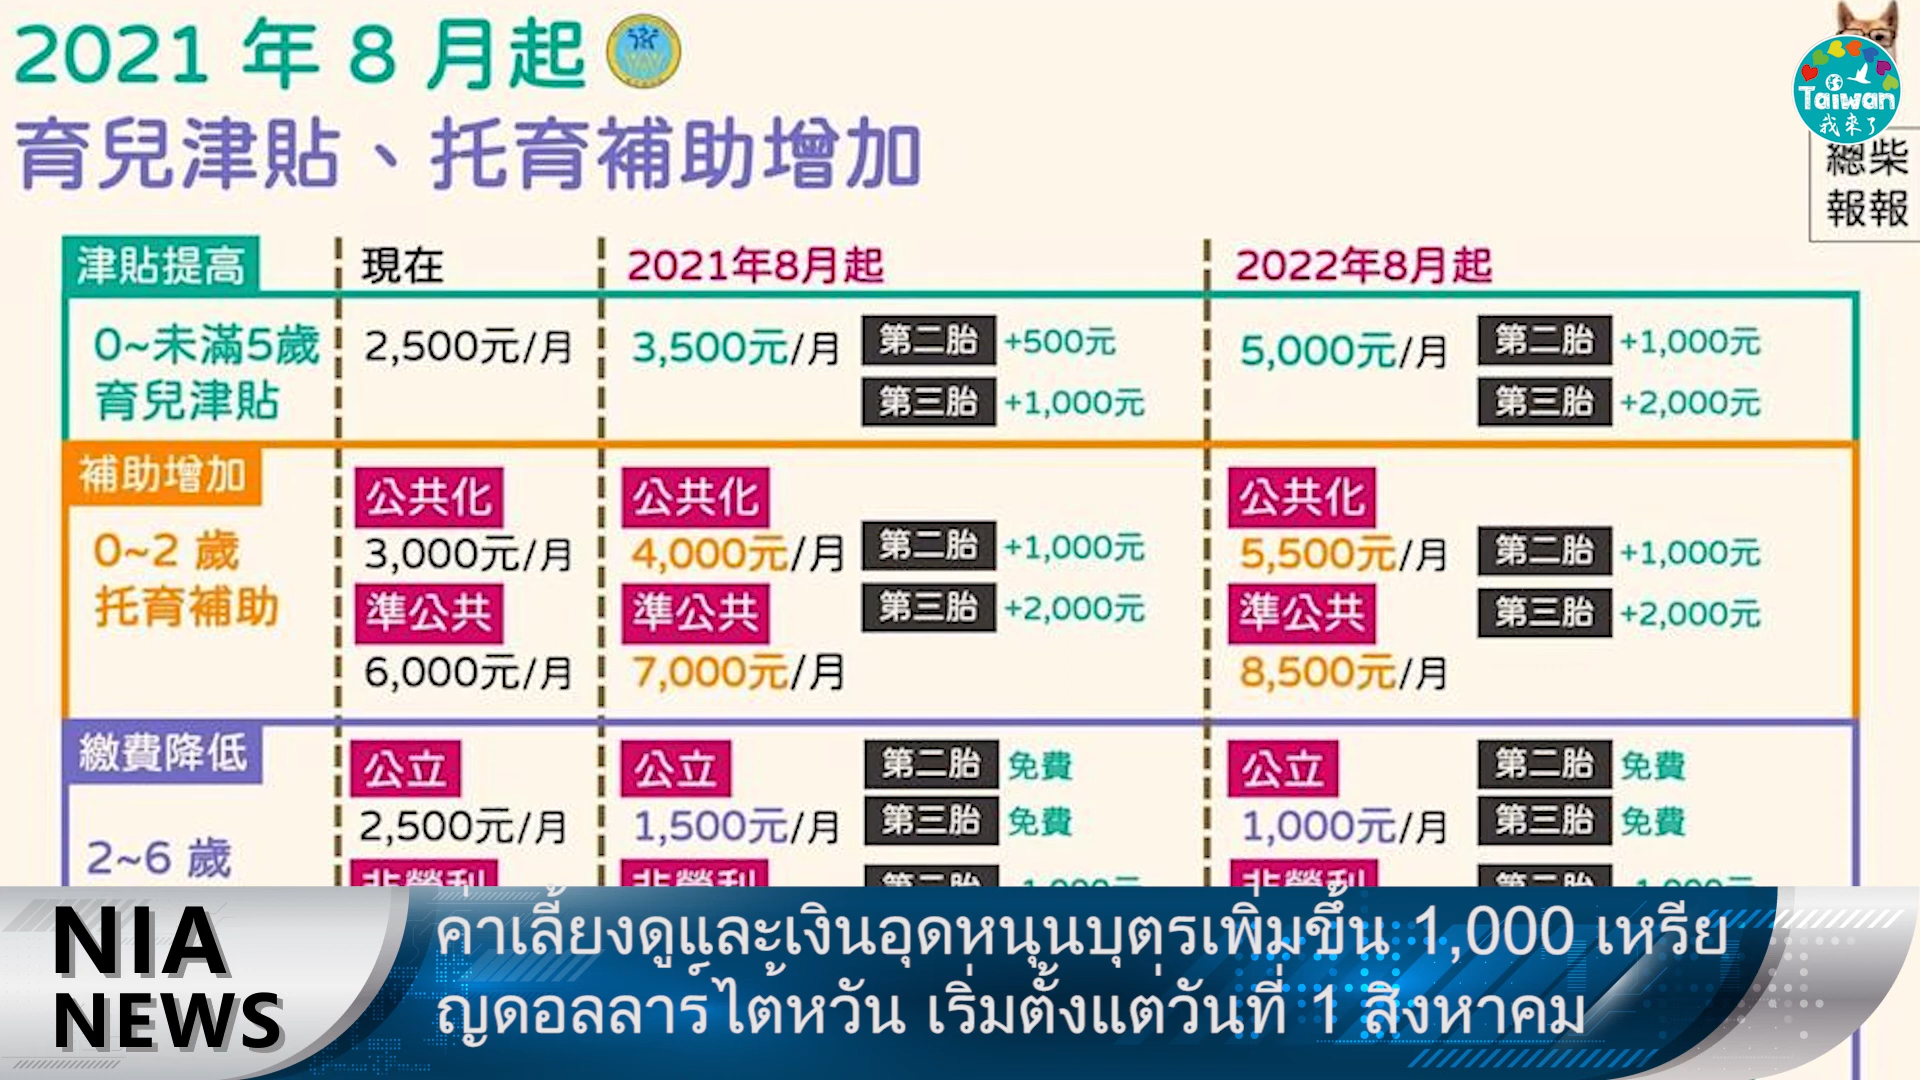 2021 年 8 月起
育兒津貼、托育補助增加
Taiwan
我來了
總柴
報報
津貼提高 現在 2021年8月起 2022年8月起
0~未滿5歲 2,500元/月 3,500元/月 第二胎 +500元 5,000元/月 第二胎 +1,000元
育兒津貼 第三胎 +1,000元 第三胎 +2,000元
補助增加 公共化 公共化 公共化
0~2 歲 3,000元/月 4,000元/月 第二胎 +1,000元 5,500元/月 第二胎 +1,000元
托育補助 準公共 準公共 第三胎 +2,000元 準公共 第三胎 +2,000元
6,000元/月 7,000元/月 8,500元/月
繳費降低 公立 公立 第二胎 免費 公立 第二胎 免費
2,500元/月 1,500元/月 第三胎 免費 1,000元/月 第三胎 免費
2~6 歲
非營利 非營利 第二胎 非營利 第二胎
NIA
NEWS
ค่าเลี้ยงดูและเงินอุดหนุนบุตรเพิ่มขึ้น 1,000 เหรีย
ญดอลลาร์ไต้หวัน เริ่มตั้งแต่วันที่ 1 สิงหาคม